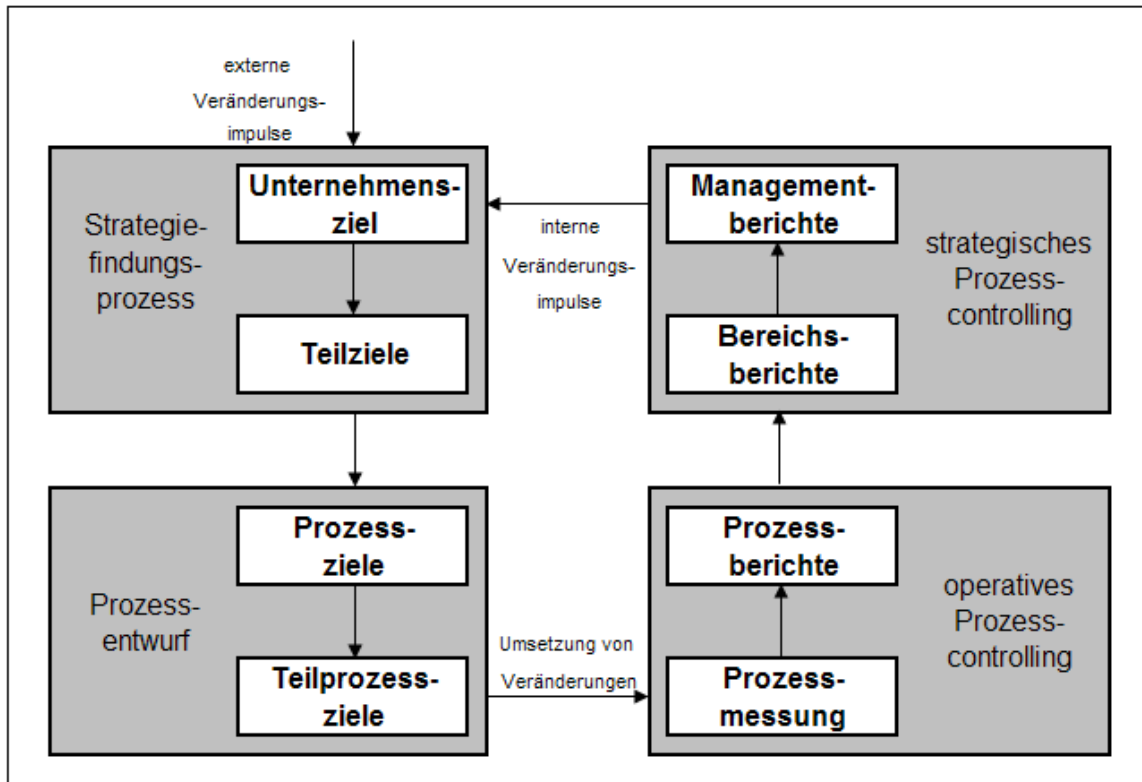 externe
Veränderungs-
impulse
Strategie-
findungs-
prozess
Unternehmens-
ziel
Teilziele
interne
Veränderungs-
impulse
Management-
berichte
Bereichs-
berichte
strategisches
Prozess-
controlling
Prozess-
entwurf
Prozess-
ziele
Teilprozess-
ziele
Umsetzung von
Veränderungen
Prozess-
berichte
Prozess-
messung
operatives
Prozess-
controlling